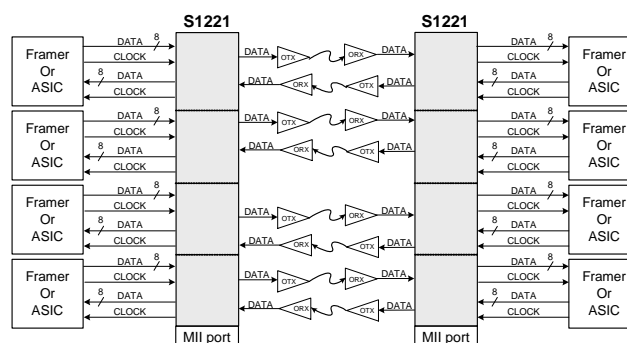 S1221
S1221
Framer
Or
ASIC
DATA 8
CLOCK
8 DATA
CLOCK
DATA OTX ORX DATA
DATA ORX OTX DATA
DATA 8
CLOCK
8 DATA
CLOCK
Framer
Or
ASIC
Framer
Or
ASIC
DATA 8
CLOCK
8 DATA
CLOCK
DATA OTX ORX DATA
DATA ORX OTX DATA
DATA 8
CLOCK
8 DATA
CLOCK
Framer
Or
ASIC
Framer
Or
ASIC
DATA 8
CLOCK
8 DATA
CLOCK
DATA OTX ORX DATA
DATA ORX OTX DATA
DATA 8
CLOCK
8 DATA
CLOCK
Framer
Or
ASIC
Framer
Or
ASIC
DATA 8
CLOCK
8 DATA
CLOCK
DATA OTX ORX DATA
DATA ORX OTX DATA
DATA 8
CLOCK
8 DATA
CLOCK
Framer
Or
ASIC
MII port
MII port